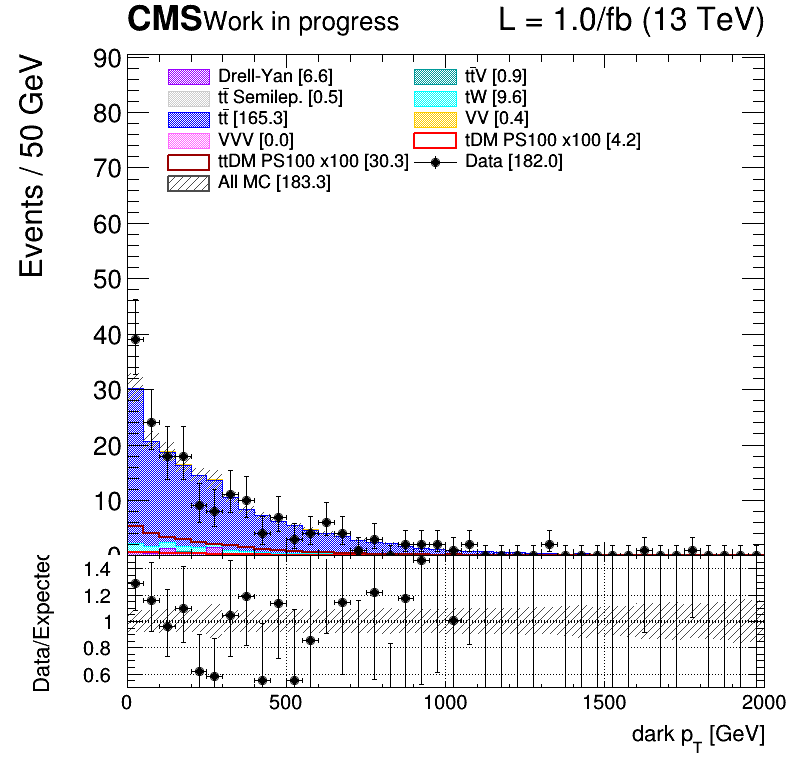 CMS Work in progress L = 1.0/fb (13 TeV)
Events / 50 GeV
90
80
70
60
50
40
30
20
10
0
Drell-Yan [6.6]
tt̄V [0.9]
tt̄ Semilep. [0.5]
tW [9.6]
tt̄ [165.3]
VV [0.4]
VVV [0.0]
tDM PS100 x100 [4.2]
ttDM PS100 x100 [30.3]
Data [182.0]
All MC [183.3]
Data/Expected
1.4
1.2
1
0.8
0.6
0 500 1000 1500 2000
dark p_T [GeV]